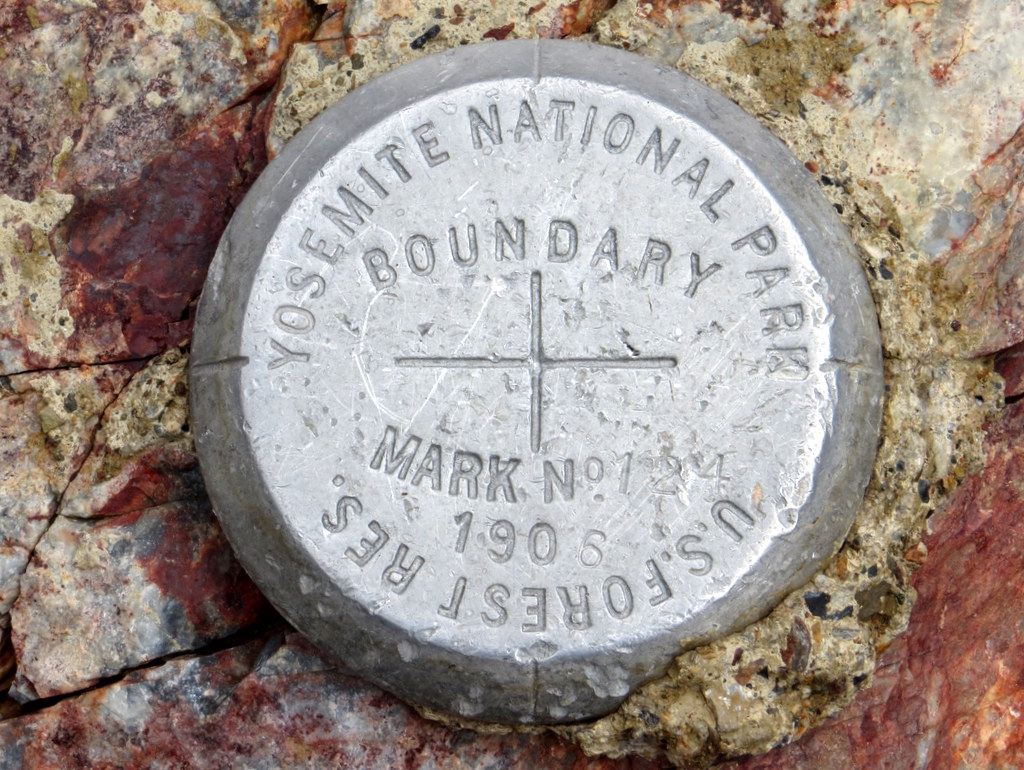 YOSEMITE NATIONAL PARK
BOUNDARY
MARK No 124
1906
U.S. FOREST RES.